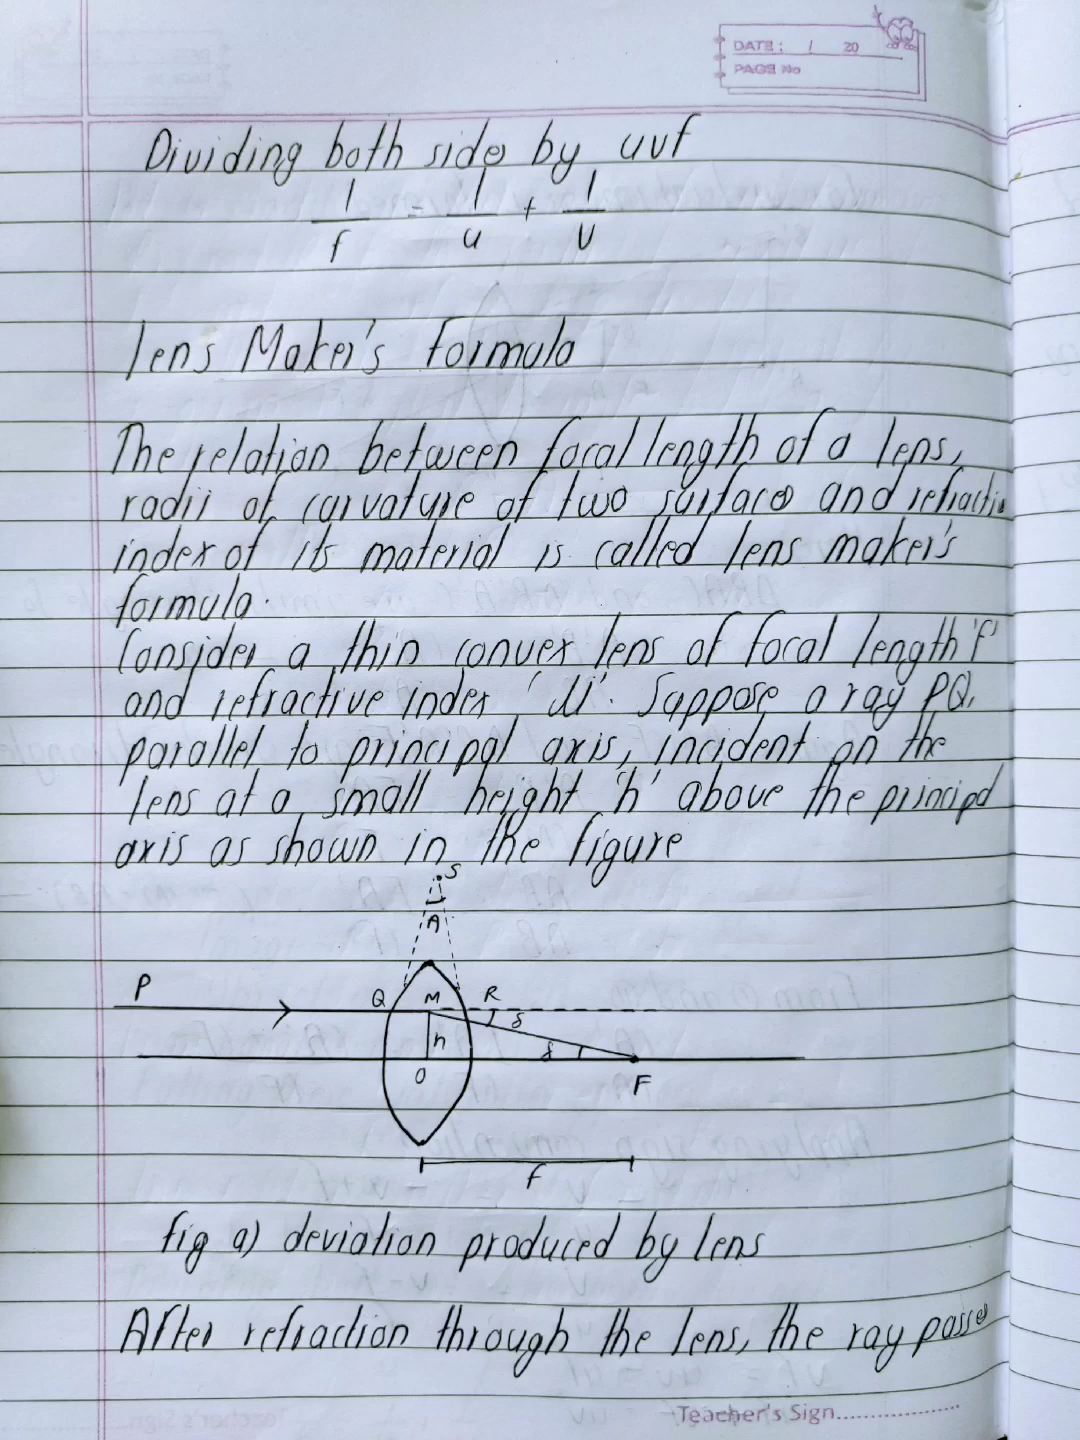 DATE: / 20
PAGE No
Dividing both sides by uvf
1/f = 1/u + 1/v
lens Maker's formula
The relation between focal length of a lens,
radii of curvature of two surfaces and refractive
index of its material is called lens maker's
formula.
Consider a thin convex lens of focal length 'f'
and refractive index 'μ'. Suppose a ray PQ,
parallel to principal axis, incident on the
lens at a small height 'h' above the principal
axis as shown in the figure
S
A
P
Q M R
h δ
δ
O F
f
fig a) deviation produced by lens
After refraction through the lens, the ray passes
Teacher's Sign